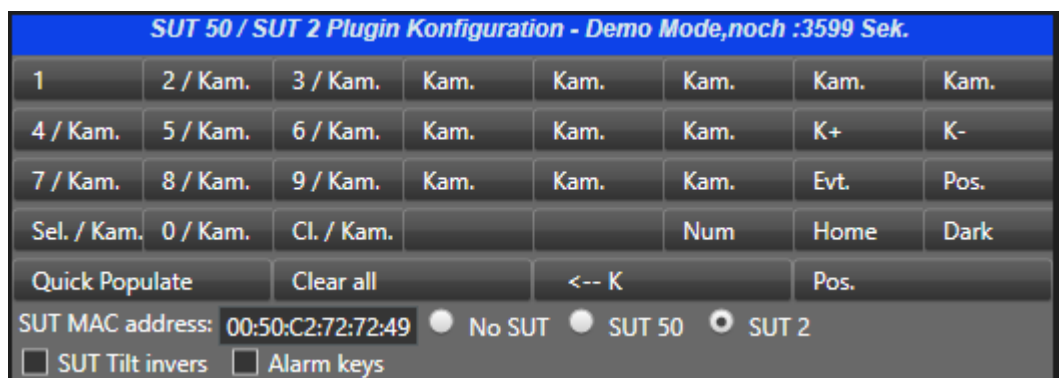 SUT 50 / SUT 2 Plugin Konfiguration - Demo Mode,noch :3599 Sek.
1 2 / Kam. 3 / Kam. Kam. Kam. Kam. Kam. Kam.
4 / Kam. 5 / Kam. 6 / Kam. Kam. Kam. Kam. K+ K-
7 / Kam. 8 / Kam. 9 / Kam. Kam. Kam. Kam. Evt. Pos.
Sel. / Kam. 0 / Kam. Cl. / Kam. Num Home Dark
Quick Populate Clear all <-- K Pos.
SUT MAC address: 00:50:C2:72:72:49 No SUT SUT 50 SUT 2
SUT Tilt invers Alarm keys